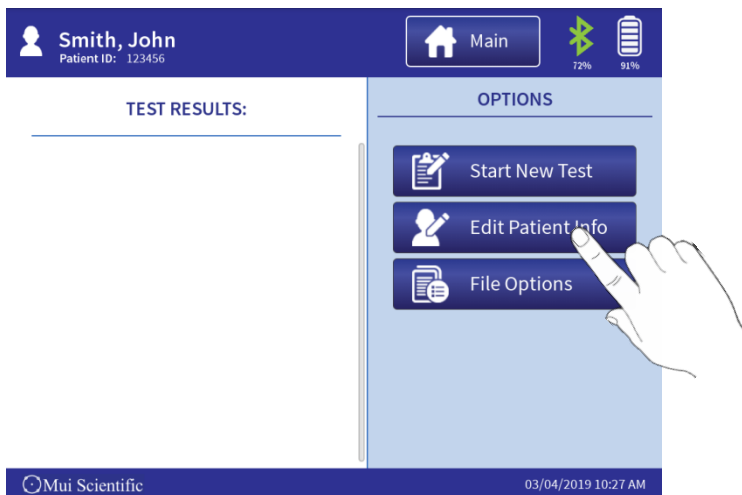 Smith, John
Patient ID: 123456
Main
72%
91%
TEST RESULTS:
OPTIONS
Start New Test
Edit Patient Info
File Options
Mui Scientific
03/04/2019 10:27 AM